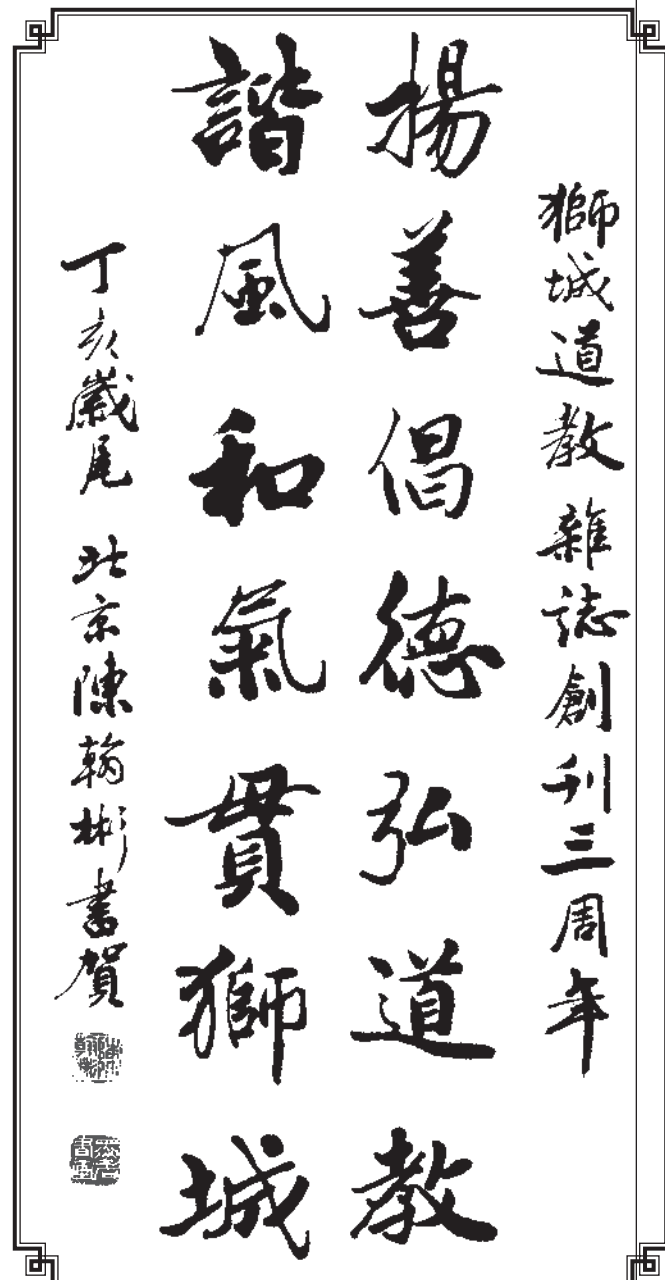 獅城道教雜誌創刊三周年
揚善倡德弘道教
諧風和氣貫獅城
丁亥歲尾 北京陳翰彬書賀